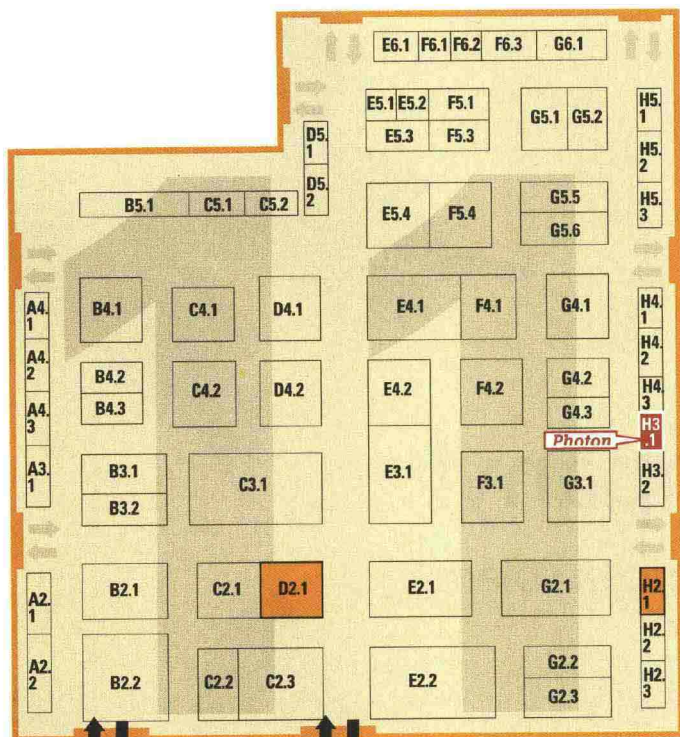 E6.1 F6.1 F6.2 F6.3 G6.1
E5.1 E5.2 F5.1
G5.1 G5.2
H5.
1
E5.3 F5.3
D5.
1
H5.
2
D5.
2
H5.
3
B5.1 C5.1 C5.2
E5.4 F5.4
G5.5
G5.6
A4.
1
B4.1 C4.1 D4.1 E4.1 F4.1 G4.1
H4.
1
A4.
2
B4.2
B4.3
C4.2 D4.2 E4.2 F4.2
G4.2
G4.3
H4.
2
H4.
3
A4.
3
Photon
H3
.1
A3.
1
B3.1
B3.2
C3.1 E3.1 F3.1 G3.1
H3.
2
A2.
1
B2.1 C2.1 D2.1 E2.1 G2.1
H2.
1
A2.
2
B2.2 C2.2 C2.3 E2.2
G2.2
G2.3
H2.
2
H2.
3
11